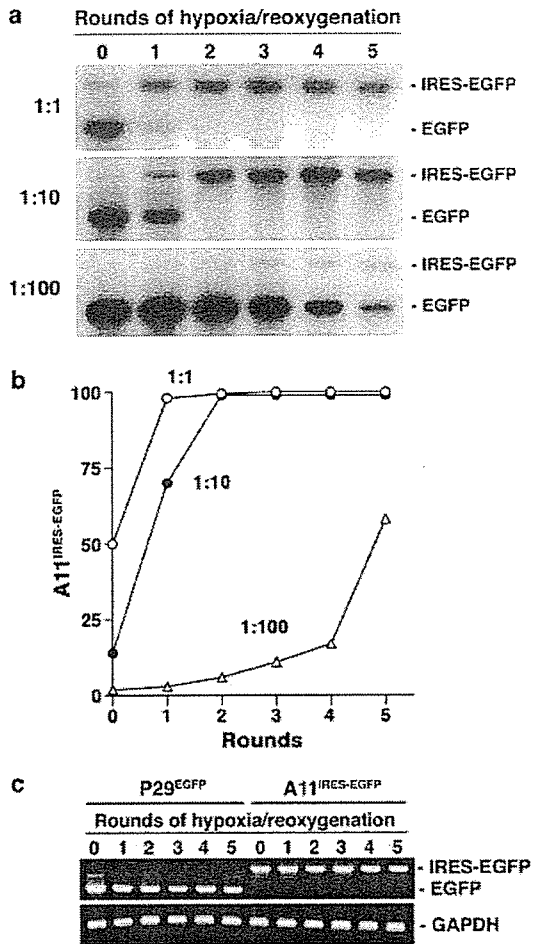 a
Rounds of hypoxia/reoxygenation
0 1 2 3 4 5
1:1
- IRES-EGFP
- EGFP
1:10
- IRES-EGFP
- EGFP
1:100
- IRES-EGFP
- EGFP
b
A11IRES-EGFP
100
75
50
25
0
1:1
1:10
1:100
0 1 2 3 4 5
Rounds
c
P29EGFP A11IRES-EGFP
Rounds of hypoxia/reoxygenation
0 1 2 3 4 5 0 1 2 3 4 5
- IRES-EGFP
- EGFP
- GAPDH